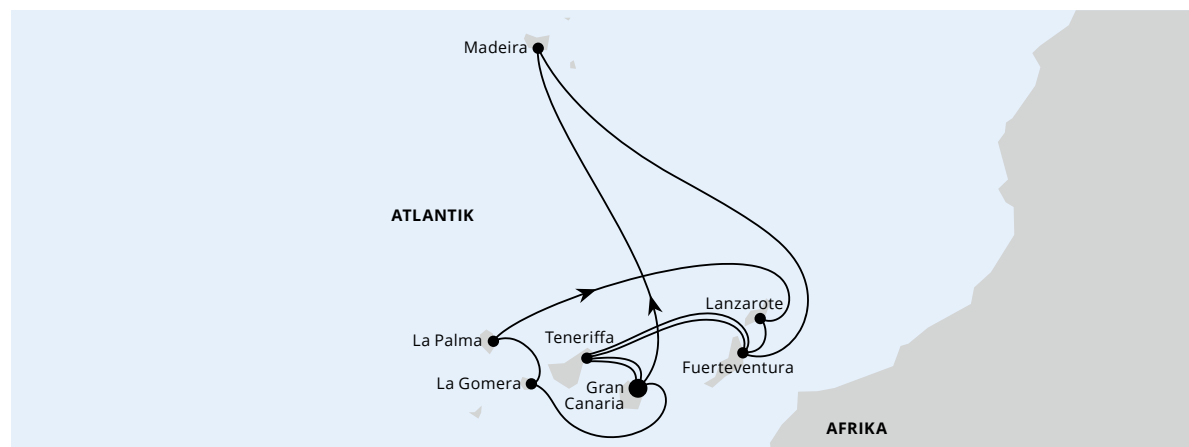 Madeira
ATLANTIK
Lanzarote
La Palma
Teneriffa
Fuerteventura
La Gomera
Gran
Canaria
AFRIKA